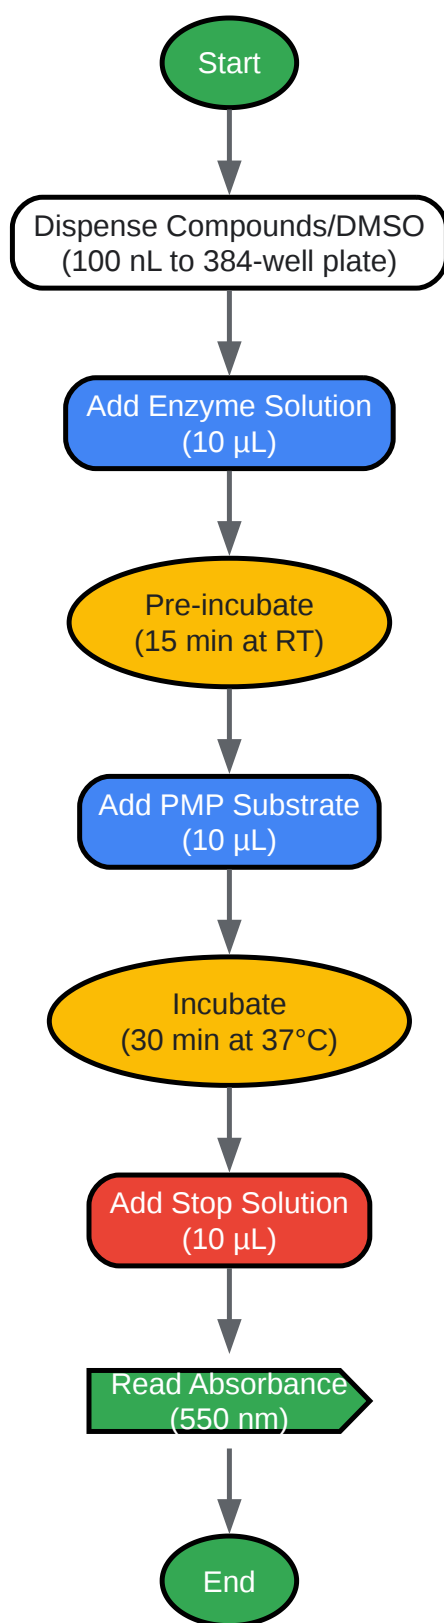 Start
Dispense Compounds/DMSO
(100 nL to 384-well plate)
Add Enzyme Solution
(10 µL)
Pre-incubate
(15 min at RT)
Add PMP Substrate
(10 µL)
Incubate
(30 min at 37°C)
Add Stop Solution
(10 µL)
Read Absorbance
(550 nm)
End